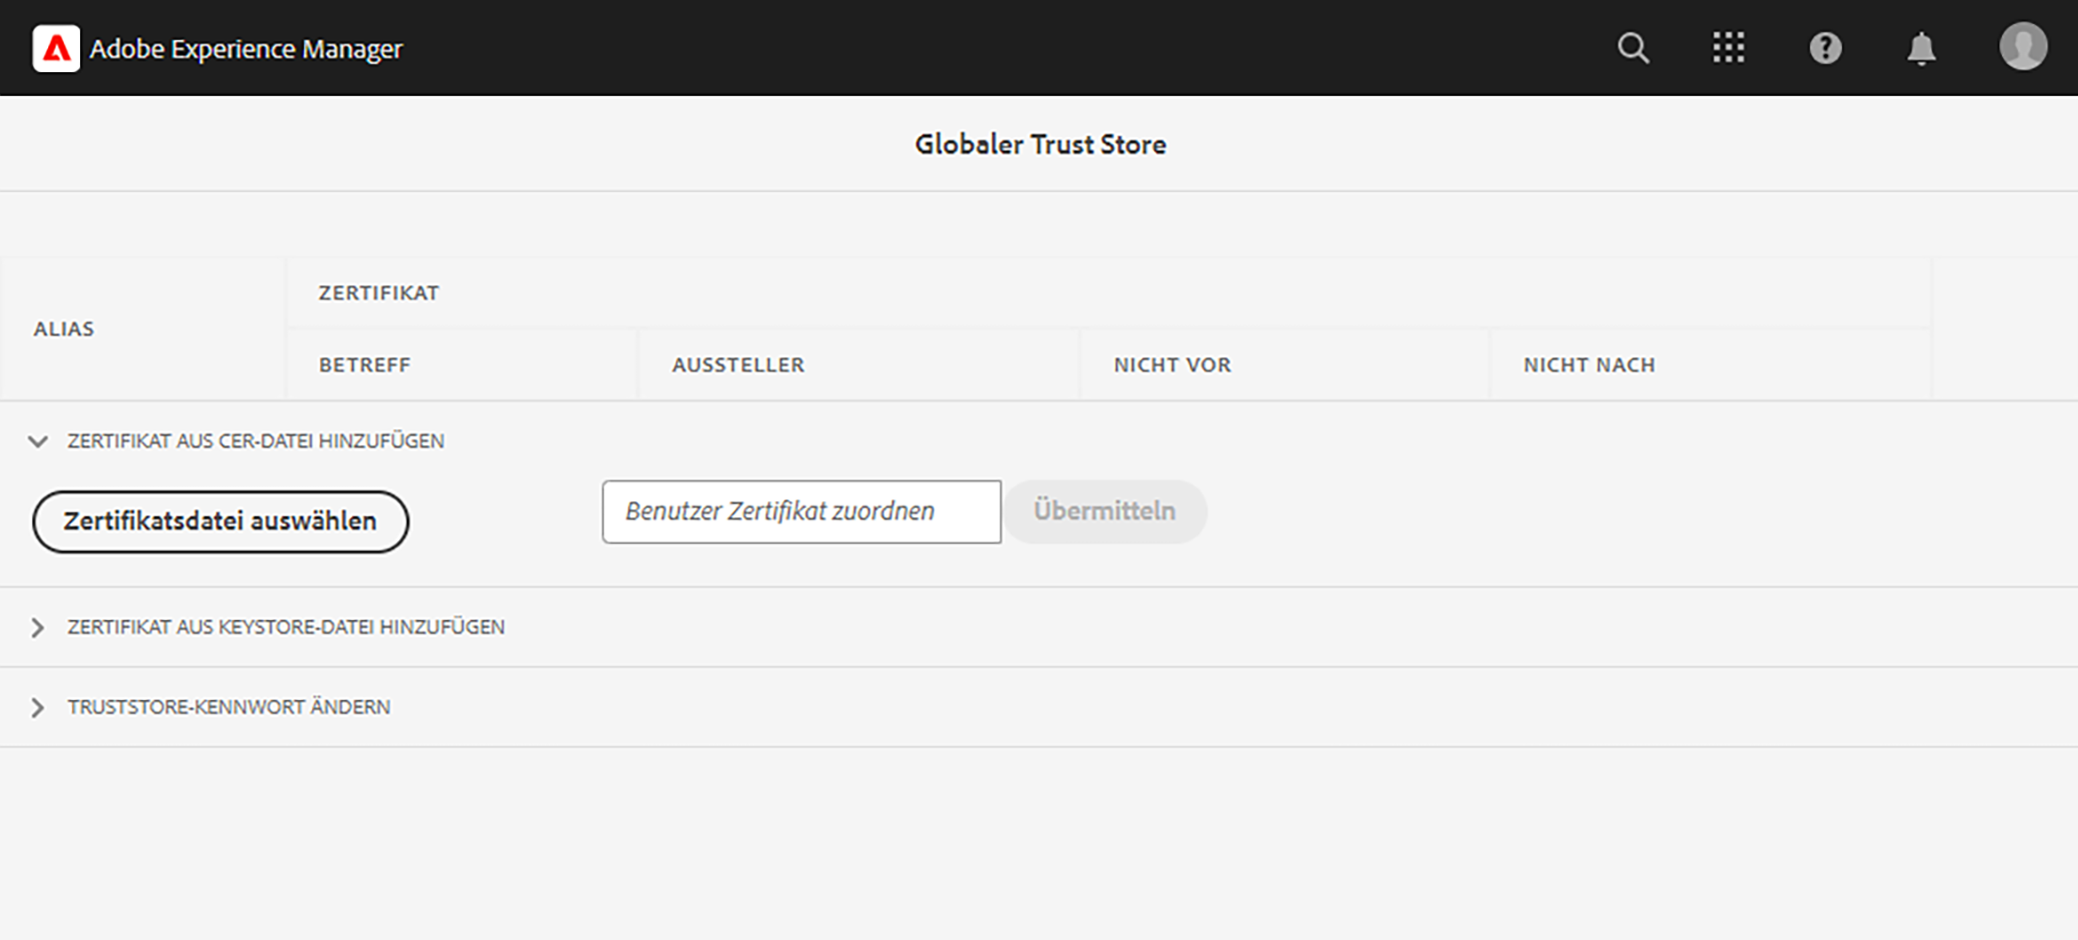 Adobe Experience Manager
Globaler Trust Store
ALIAS
ZERTIFIKAT
BETREFF
AUSSTELLER
NICHT VOR
NICHT NACH
ZERTIFIKAT AUS CER-DATEI HINZUFÜGEN
Zertifikatsdatei auswählen
Benutzer Zertifikat zuordnen
Übermitteln
ZERTIFIKAT AUS KEYSTORE-DATEI HINZUFÜGEN
TRUSTSTORE-KENNWORT ÄNDERN